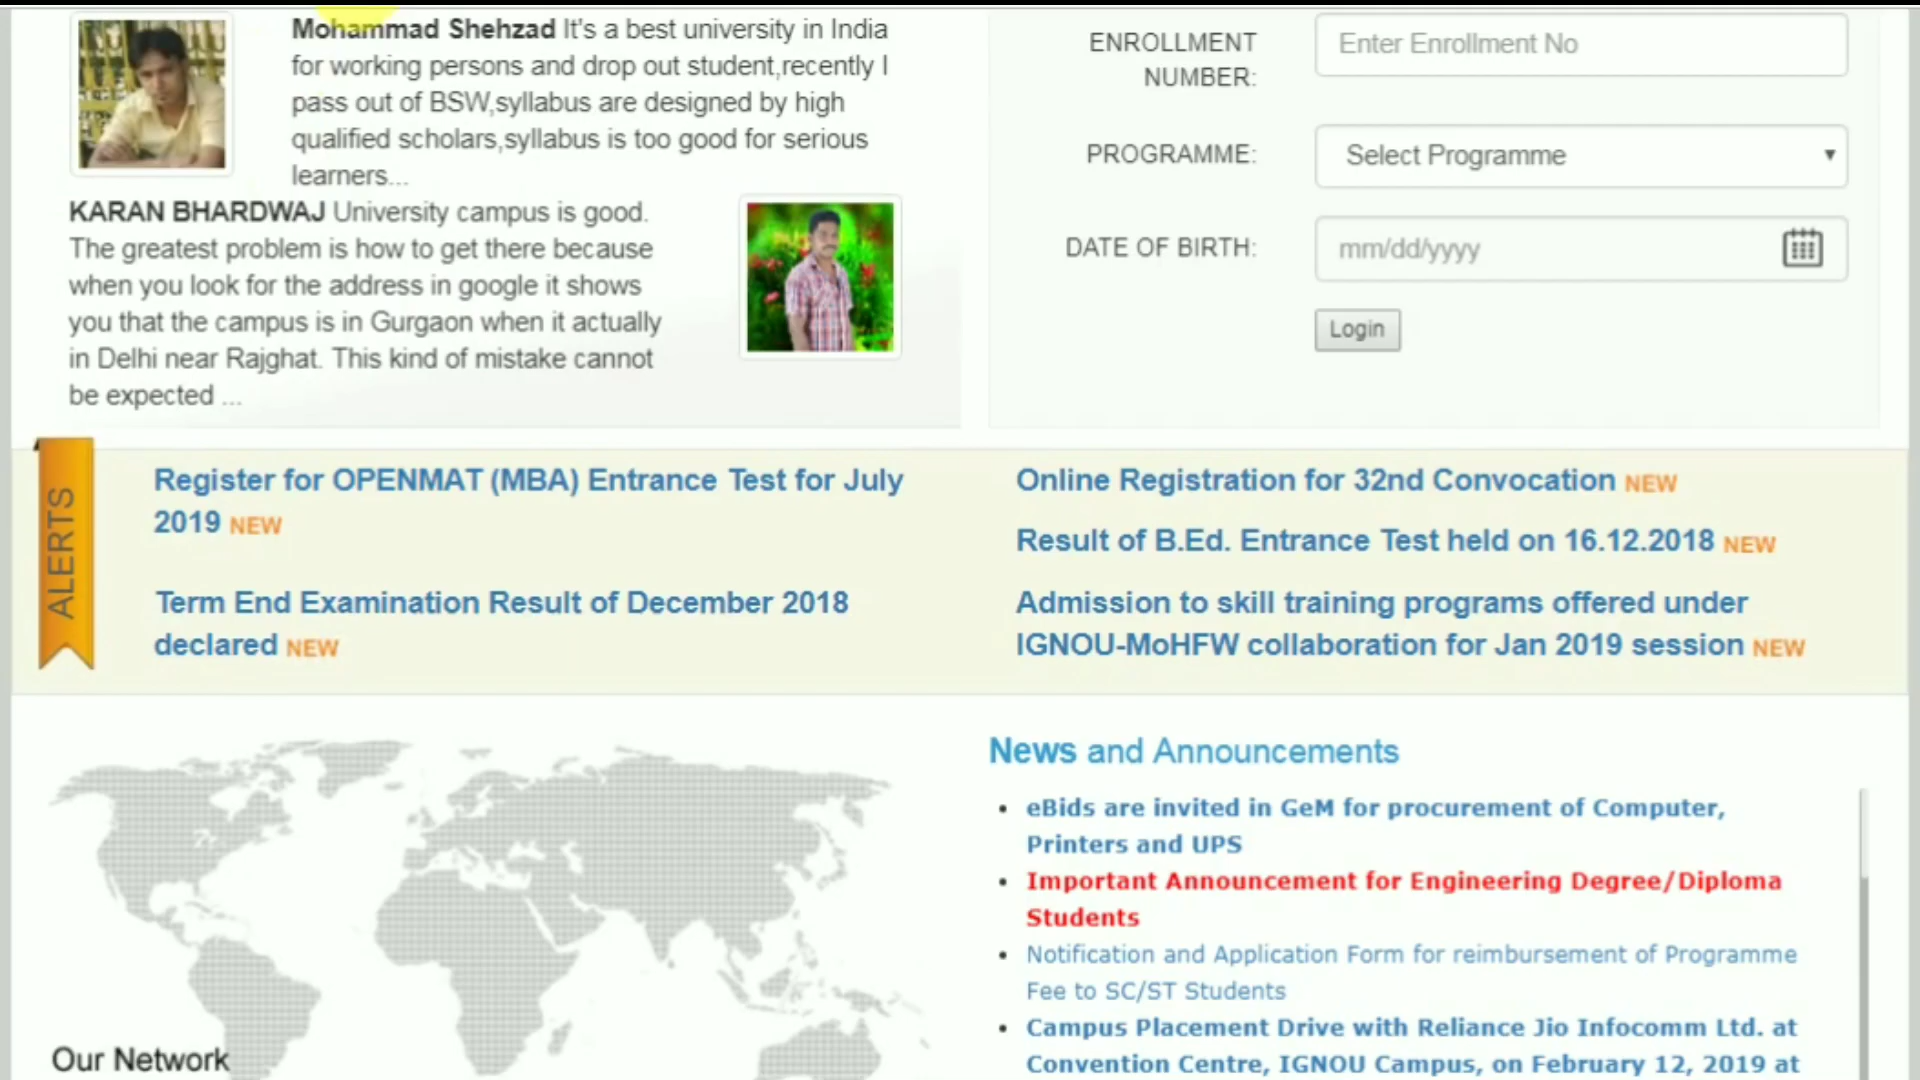 Mohammad Shehzad It's a best university in India
for working persons and drop out student,recently I
pass out of BSW,syllabus are designed by high
qualified scholars,syllabus is too good for serious
learners...
KARAN BHARDWAJ University campus is good.
The greatest problem is how to get there because
when you look for the address in google it shows
you that the campus is in Gurgaon when it actually
in Delhi near Rajghat. This kind of mistake cannot
be expected ...
ENROLLMENT
NUMBER:
Enter Enrollment No
PROGRAMME:
Select Programme
DATE OF BIRTH:
mm/dd/yyyy
Login
ALERTS
Register for OPENMAT (MBA) Entrance Test for July
2019 NEW
Term End Examination Result of December 2018
declared NEW
Online Registration for 32nd Convocation NEW
Result of B.Ed. Entrance Test held on 16.12.2018 NEW
Admission to skill training programs offered under
IGNOU-MoHFW collaboration for Jan 2019 session NEW
Our Network
News and Announcements
eBids are invited in GeM for procurement of Computer,
Printers and UPS
Important Announcement for Engineering Degree/Diploma
Students
Notification and Application Form for reimbursement of Programme
Fee to SC/ST Students
Campus Placement Drive with Reliance Jio Infocomm Ltd. at
Convention Centre, IGNOU Campus, on February 12, 2019 at